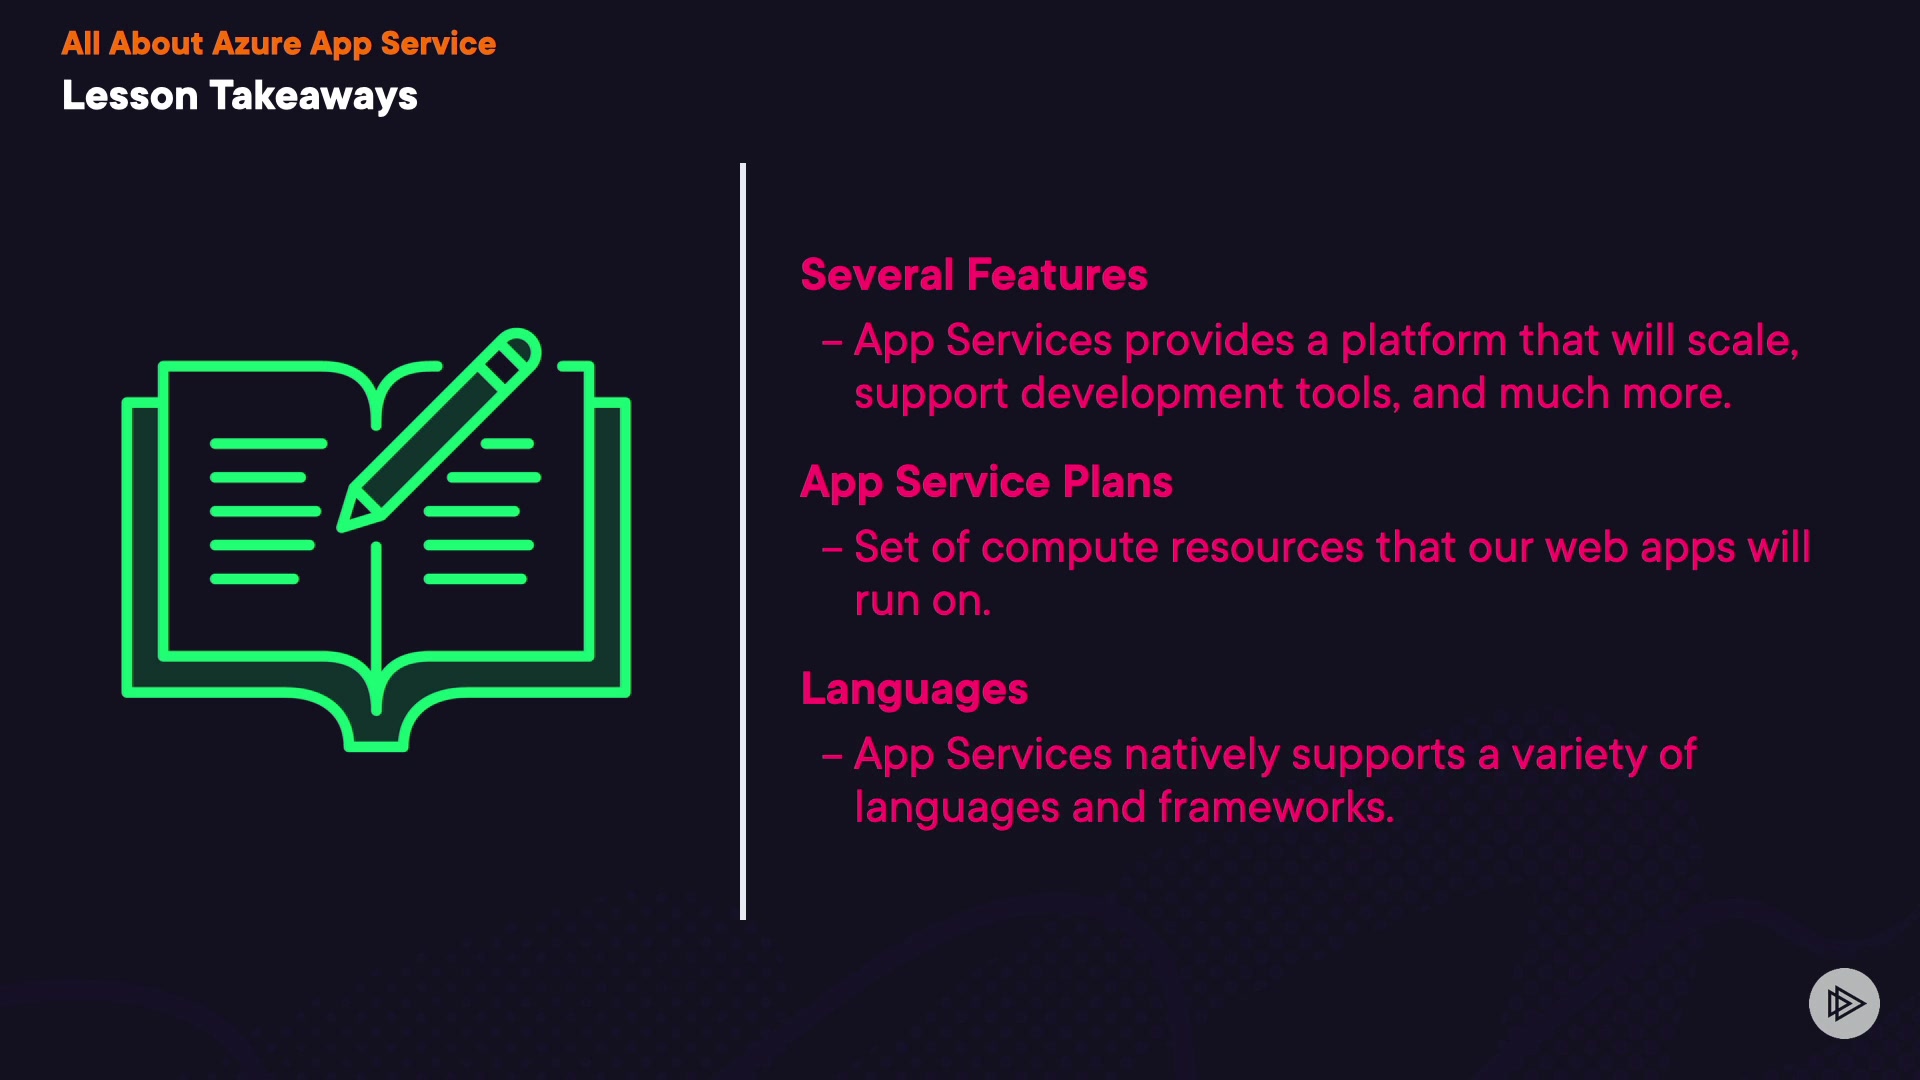 All About Azure App Service
Lesson Takeaways
Several Features
– App Services provides a platform that will scale,
support development tools, and much more.
App Service Plans
– Set of compute resources that our web apps will
run on.
Languages
– App Services natively supports a variety of
languages and frameworks.